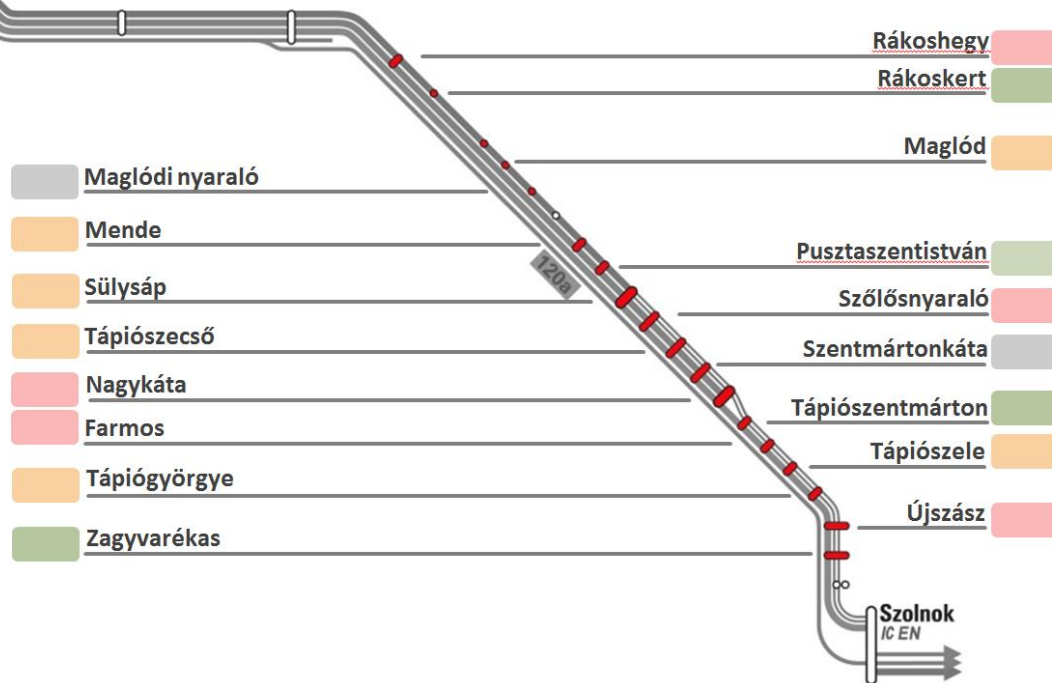 Rákoshegy
Rákoskert
Maglód
Maglódi nyaraló
Mende
Pusztaszentistván
120a
Sülysáp
Szőlősnyaraló
Tápiószecső
Szentmártonkáta
Nagykáta
Tápiószentmárton
Farmos
Tápiószele
Tápiógyörgye
Újszász
Zagyvarékas
Szolnok
IC EN